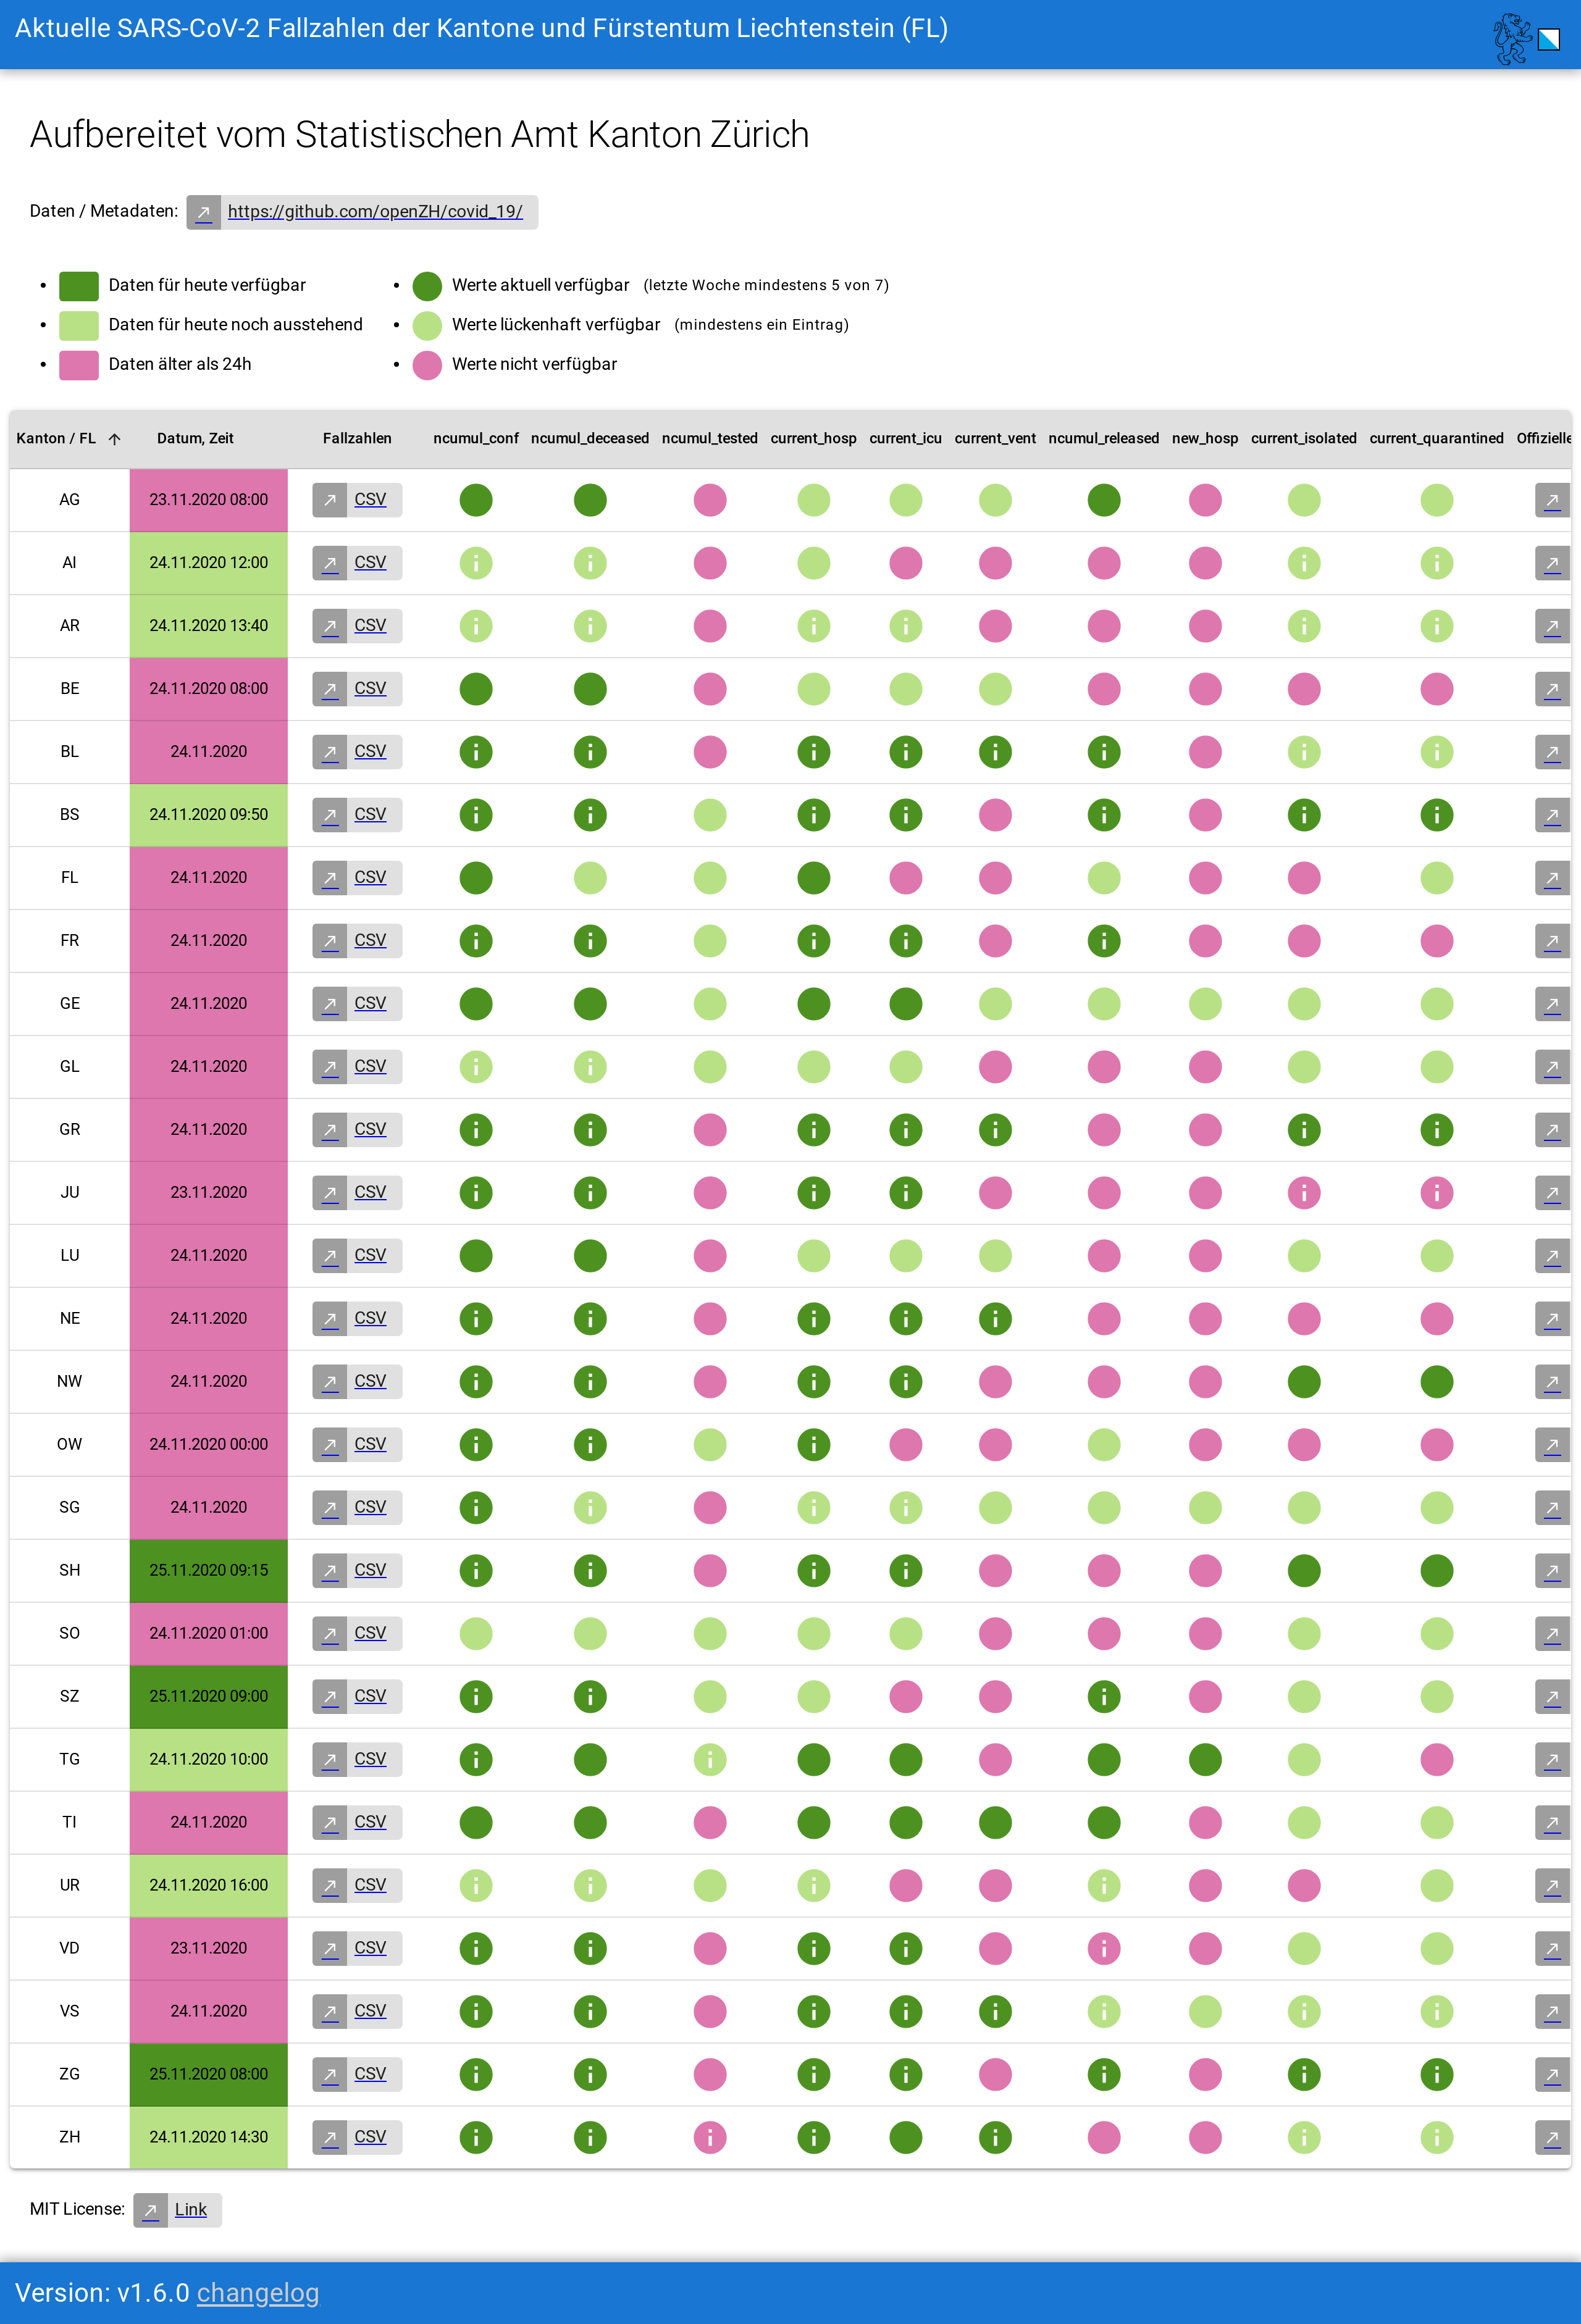 Aktuelle SARS-CoV-2 Fallzahlen der Kantone und Fürstentum Liechtenstein (FL)
Aufbereitet vom Statistischen Amt Kanton Zürich
Daten / Metadaten: https://github.com/openZH/covid_19/
Daten für heute verfügbar
Daten für heute noch ausstehend
Daten älter als 24h
Werte aktuell verfügbar (letzte Woche mindestens 5 von 7)
Werte lückenhaft verfügbar (mindestens ein Eintrag)
Werte nicht verfügbar
Kanton / FL Datum, Zeit Fallzahlen ncumul_conf ncumul_deceased ncumul_tested current_hosp current_icu current_vent ncumul_released new_hosp current_isolated current_quarantined Offizielle
AG 23.11.2020 08:00 CSV
AI 24.11.2020 12:00 CSV
AR 24.11.2020 13:40 CSV
BE 24.11.2020 08:00 CSV
BL 24.11.2020 CSV
BS 24.11.2020 09:50 CSV
FL 24.11.2020 CSV
FR 24.11.2020 CSV
GE 24.11.2020 CSV
GL 24.11.2020 CSV
GR 24.11.2020 CSV
JU 23.11.2020 CSV
LU 24.11.2020 CSV
NE 24.11.2020 CSV
NW 24.11.2020 CSV
OW 24.11.2020 00:00 CSV
SG 24.11.2020 CSV
SH 25.11.2020 09:15 CSV
SO 24.11.2020 01:00 CSV
SZ 25.11.2020 09:00 CSV
TG 24.11.2020 10:00 CSV
TI 24.11.2020 CSV
UR 24.11.2020 16:00 CSV
VD 23.11.2020 CSV
VS 24.11.2020 CSV
ZG 25.11.2020 08:00 CSV
ZH 24.11.2020 14:30 CSV
MIT License: Link
Version: v1.6.0 changelog